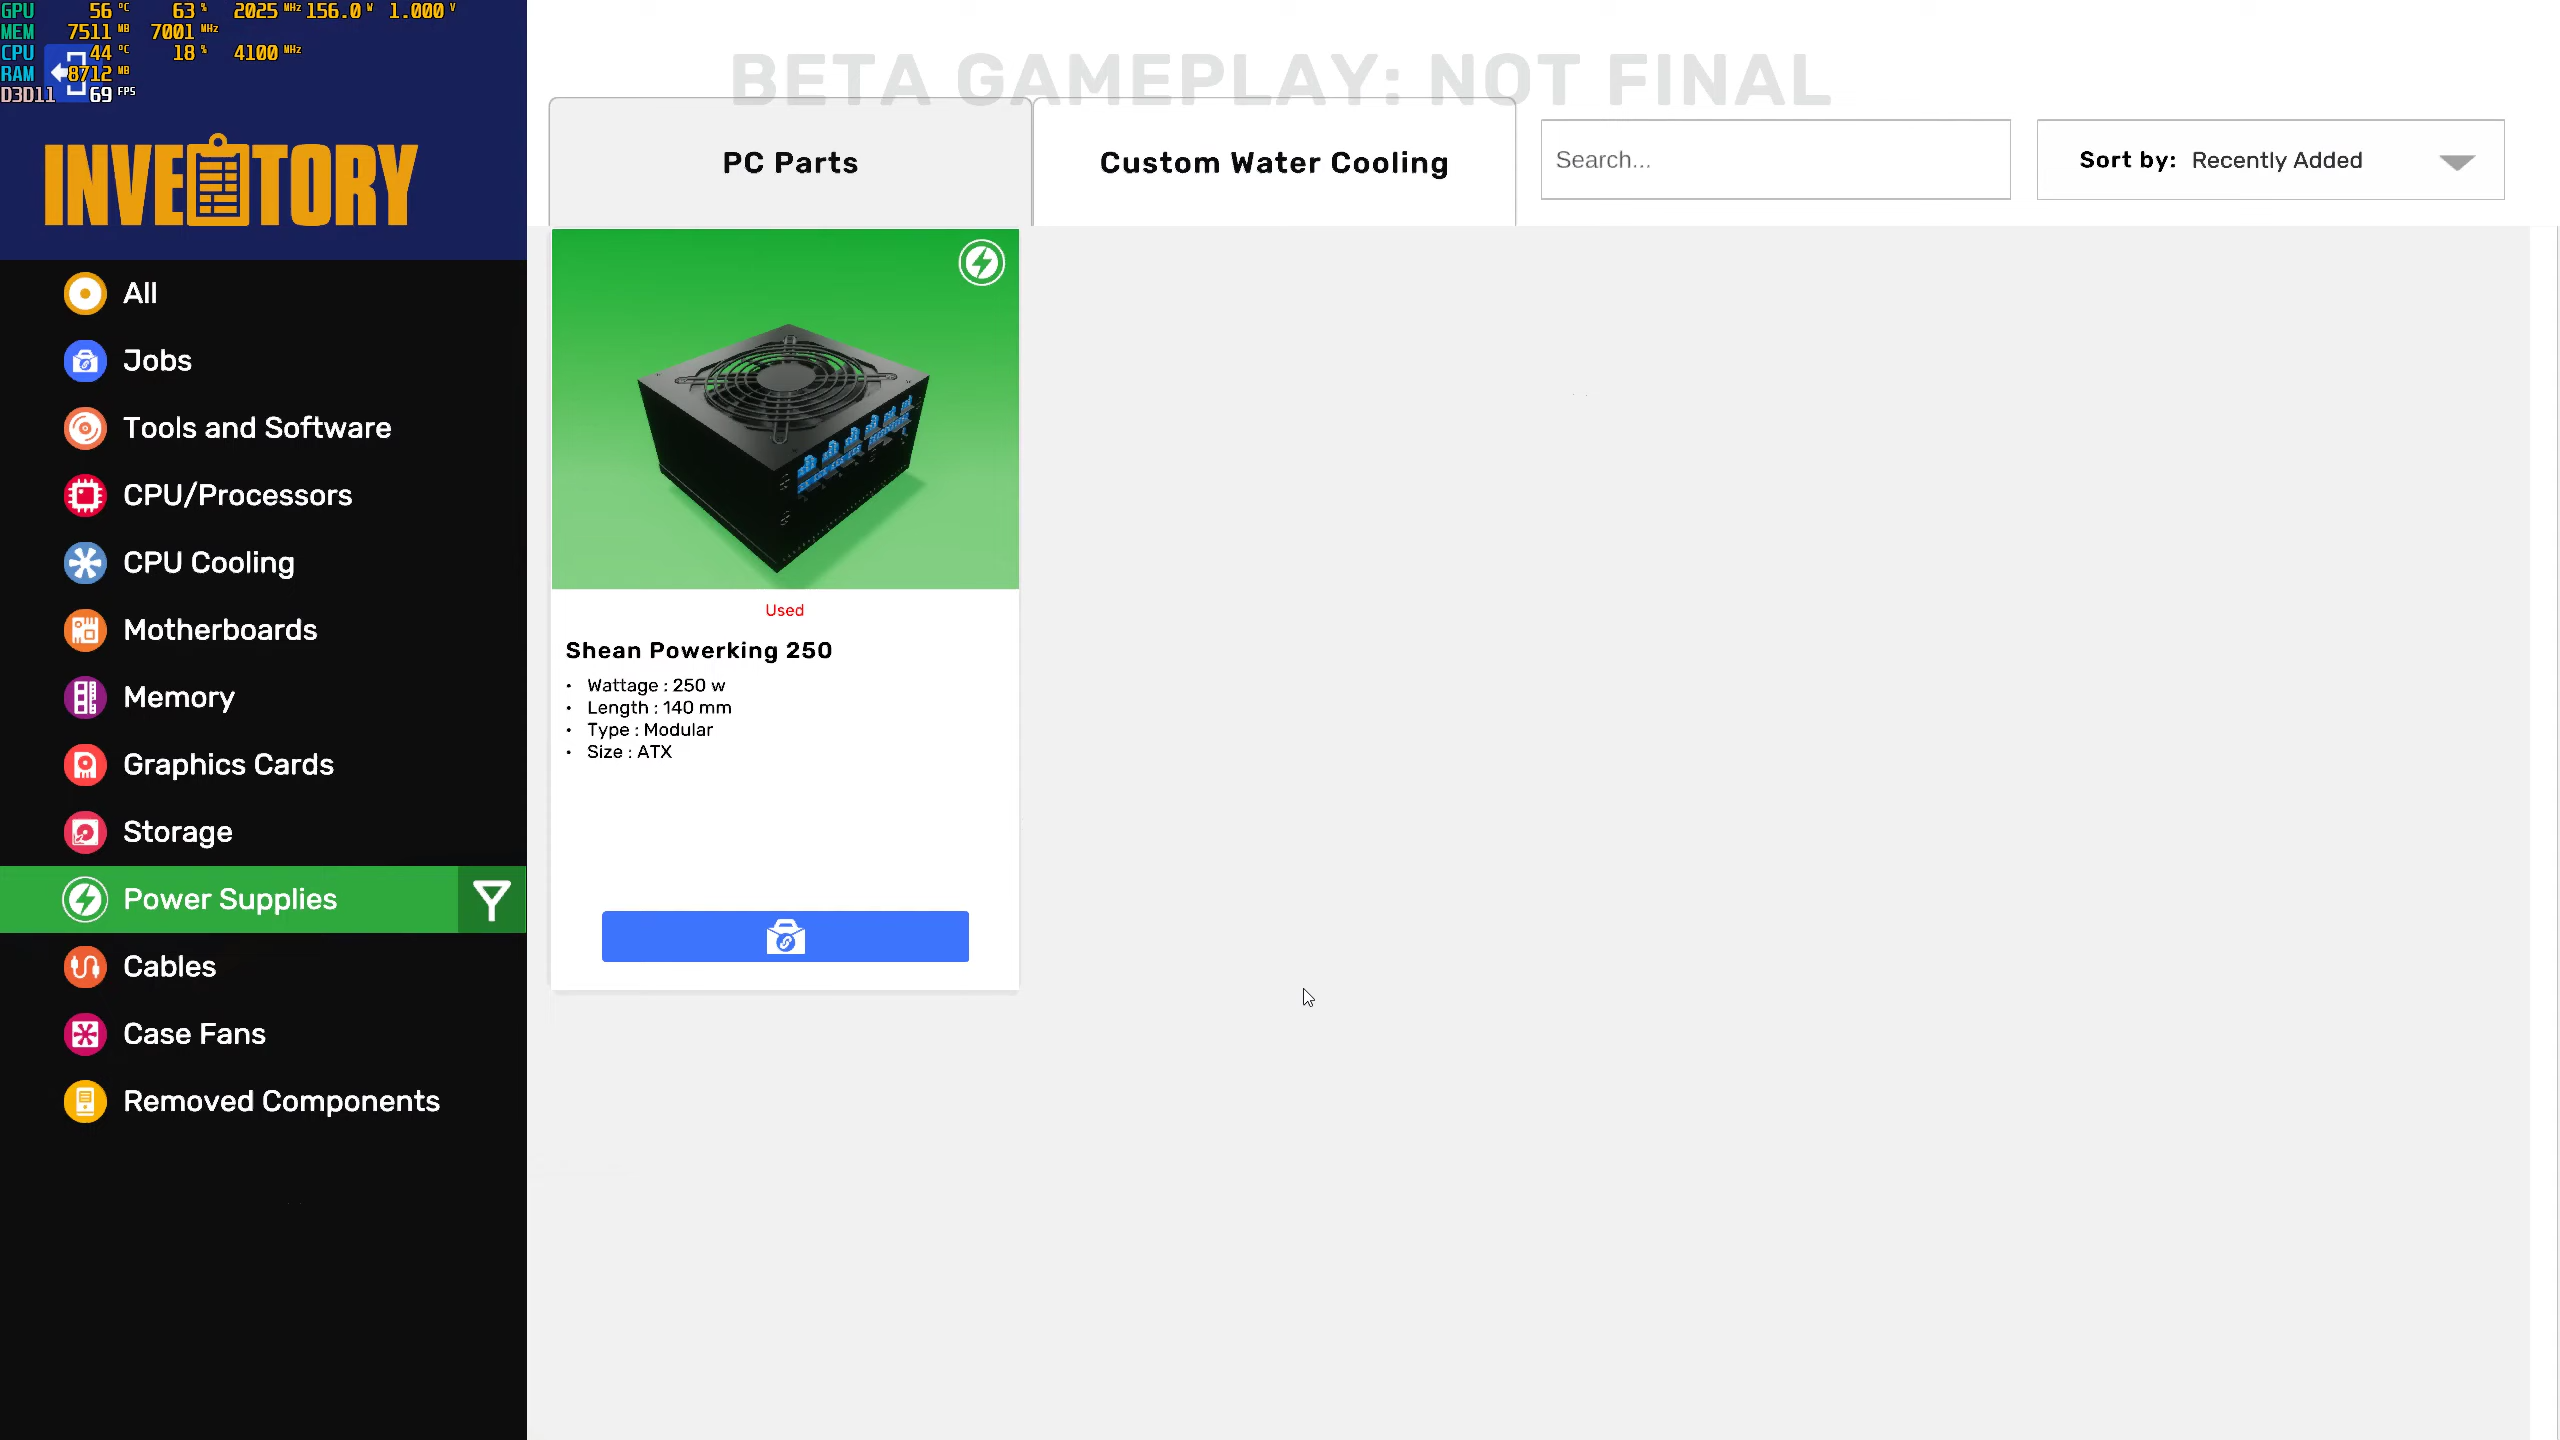 GPU 56 °C 63 % 2025 MHz 156.0 W 1.000 V
MEM 7511 MB 7001 MHz
CPU 44 °C 18 % 4100 MHz
RAM 8712 MB
D3D11 69 FPS
BETA GAMEPLAY: NOT FINAL
INVENTORY
PC Parts
Custom Water Cooling
Search...
Sort by: Recently Added
All
Jobs
Tools and Software
CPU/Processors
CPU Cooling
Motherboards
Memory
Graphics Cards
Storage
Power Supplies
Cables
Case Fans
Removed Components
Used
Shean Powerking 250
• Wattage : 250 w
• Length : 140 mm
• Type : Modular
• Size : ATX